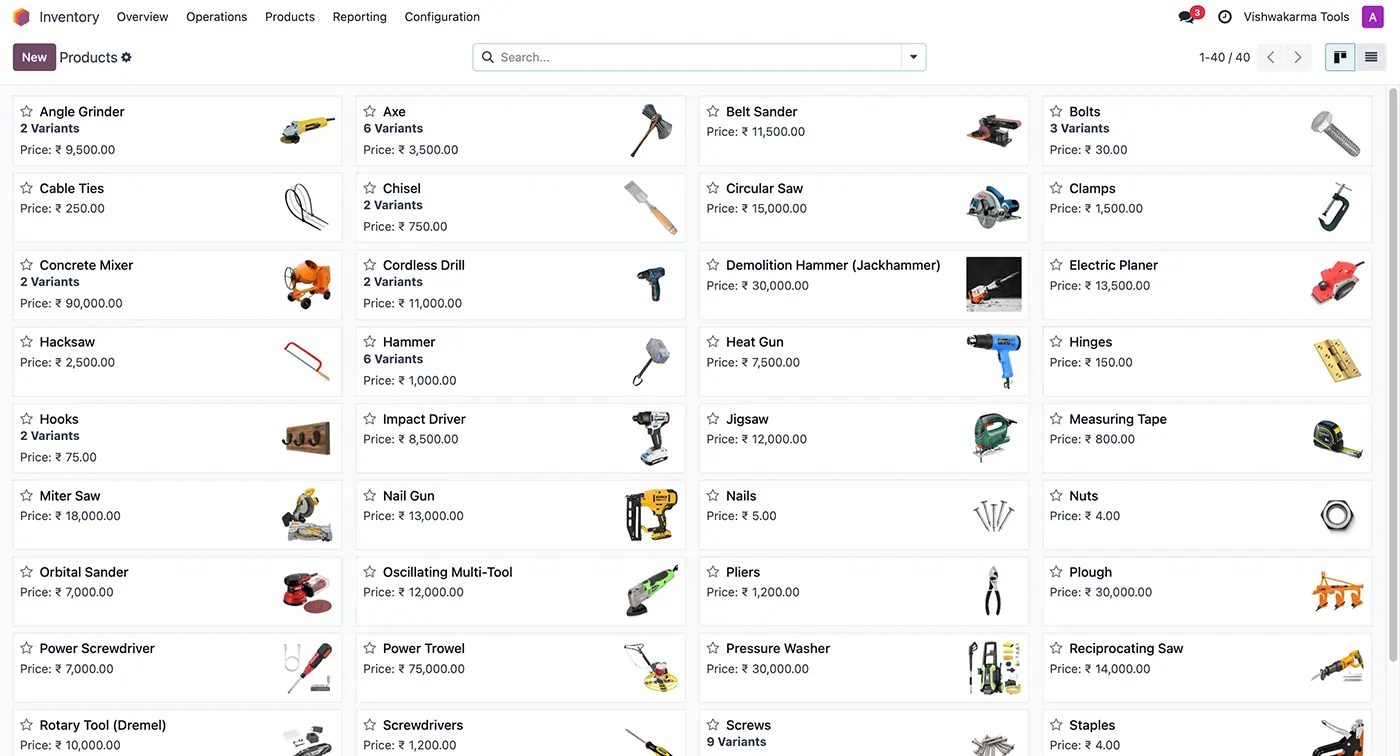 Inventory Overview Operations Products Reporting Configuration 3 Vishwakarma Tools A
New Products Search... 1-40 / 40
Angle Grinder
2 Variants
Price: ₹ 9,500.00
Axe
6 Variants
Price: ₹ 3,500.00
Belt Sander
Price: ₹ 11,500.00
Bolts
3 Variants
Price: ₹ 30.00
Cable Ties
Price: ₹ 250.00
Chisel
2 Variants
Price: ₹ 750.00
Circular Saw
Price: ₹ 15,000.00
Clamps
Price: ₹ 1,500.00
Concrete Mixer
2 Variants
Price: ₹ 90,000.00
Cordless Drill
2 Variants
Price: ₹ 11,000.00
Demolition Hammer (Jackhammer)
Price: ₹ 30,000.00
Electric Planer
Price: ₹ 13,500.00
Hacksaw
Price: ₹ 2,500.00
Hammer
6 Variants
Price: ₹ 1,000.00
Heat Gun
Price: ₹ 7,500.00
Hinges
Price: ₹ 150.00
Hooks
2 Variants
Price: ₹ 75.00
Impact Driver
Price: ₹ 8,500.00
Jigsaw
Price: ₹ 12,000.00
Measuring Tape
Price: ₹ 800.00
Miter Saw
Price: ₹ 18,000.00
Nail Gun
Price: ₹ 13,000.00
Nails
Price: ₹ 5.00
Nuts
Price: ₹ 4.00
Orbital Sander
Price: ₹ 7,000.00
Oscillating Multi-Tool
Price: ₹ 12,000.00
Pliers
Price: ₹ 1,200.00
Plough
Price: ₹ 30,000.00
Power Screwdriver
Price: ₹ 7,000.00
Power Trowel
Price: ₹ 75,000.00
Pressure Washer
Price: ₹ 30,000.00
Reciprocating Saw
Price: ₹ 14,000.00
Rotary Tool (Dremel)
Price: ₹ 10,000.00
Screwdrivers
Price: ₹ 1,200.00
Screws
9 Variants
Staples
Price: ₹ 4.00